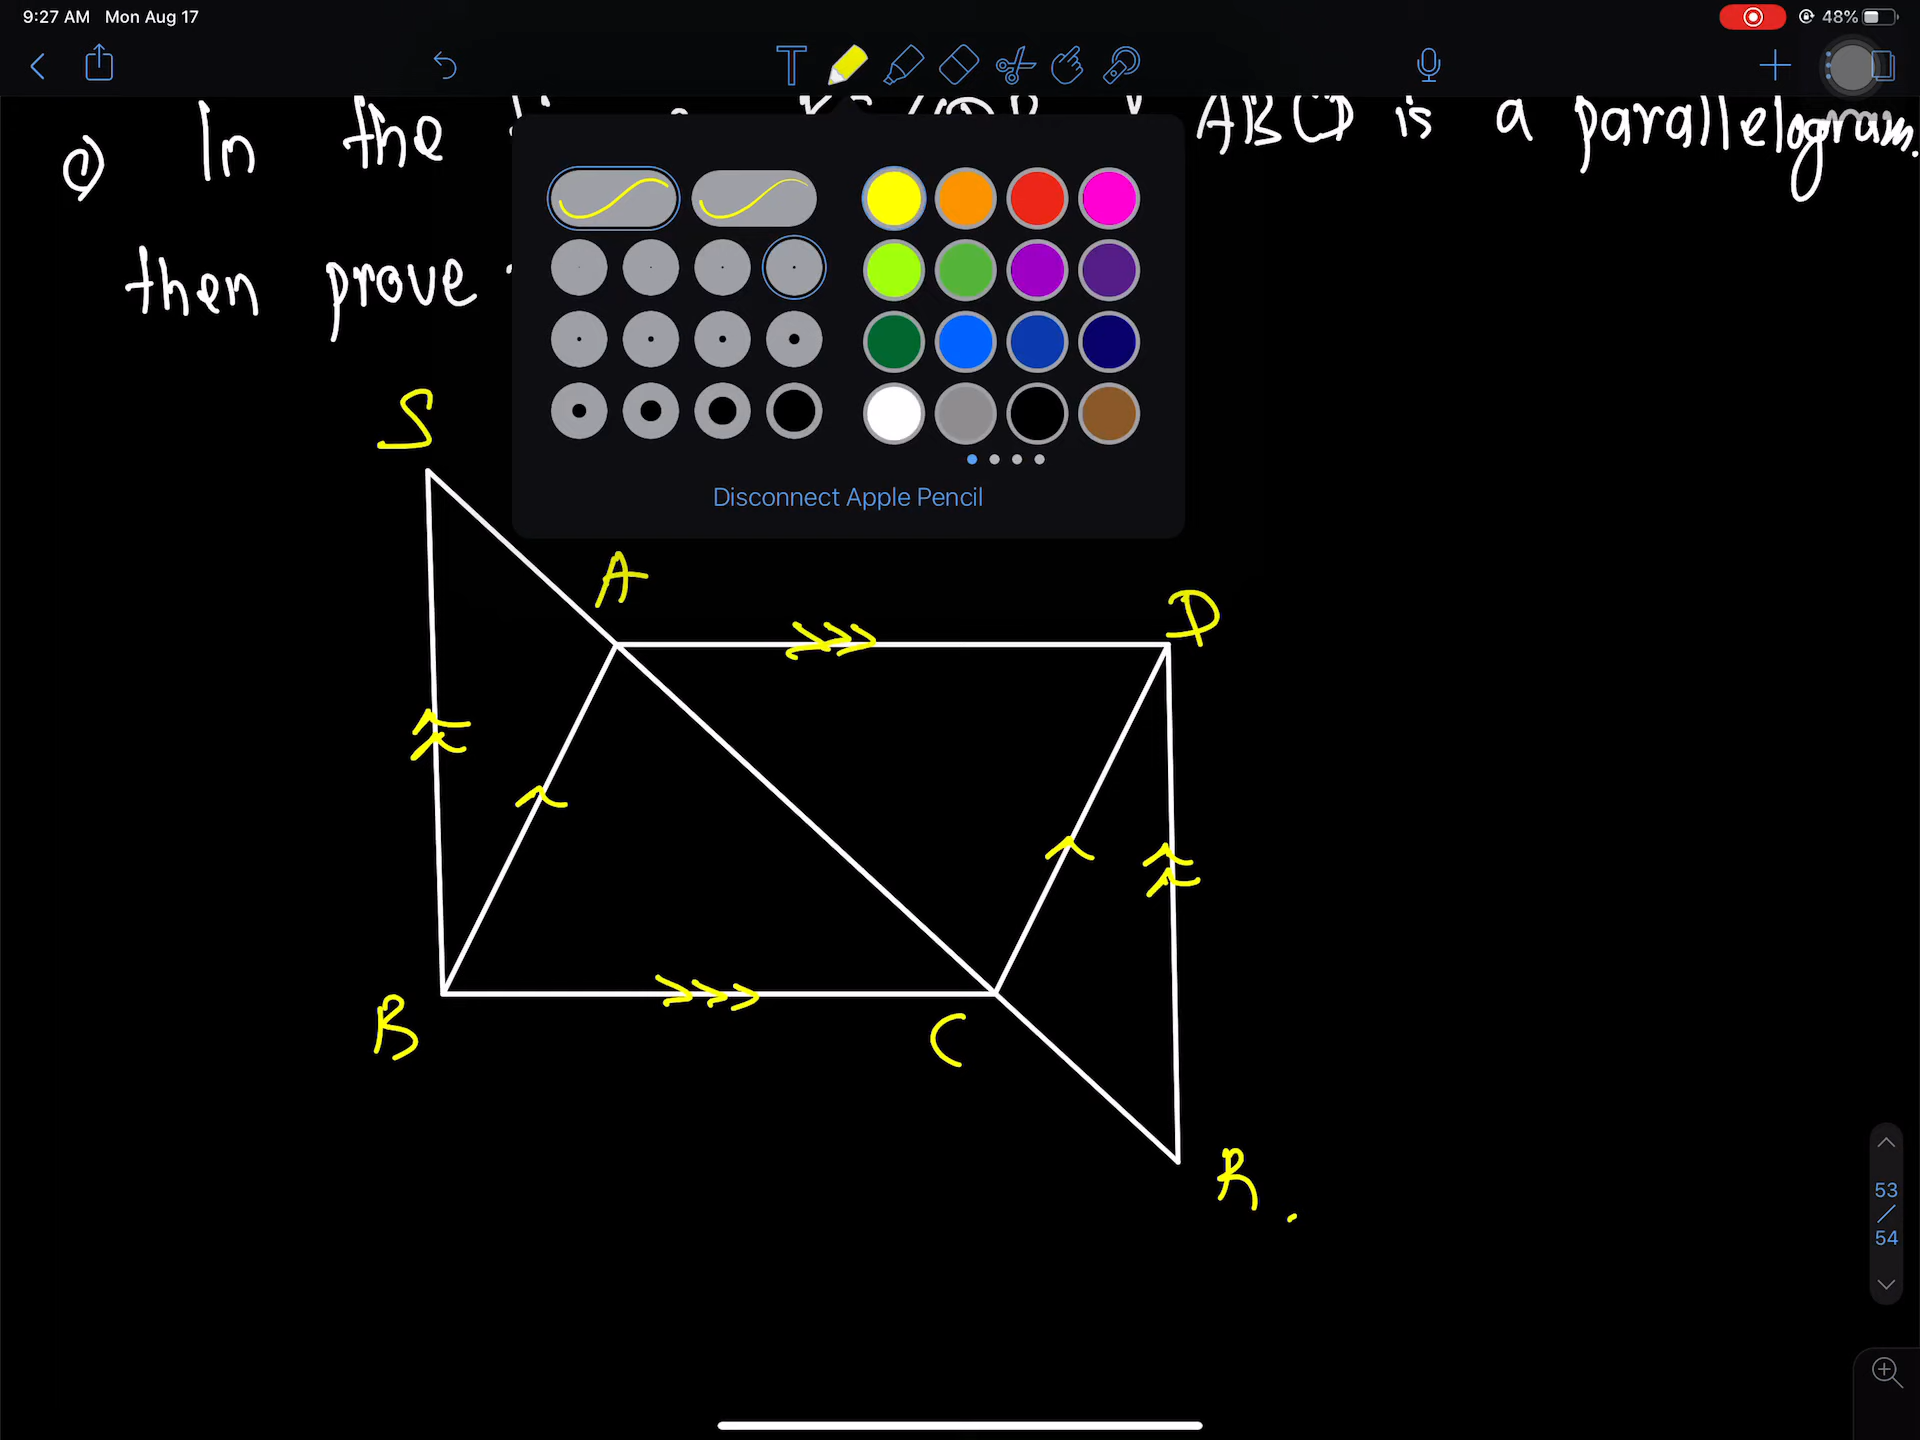 9:27 AM Mon Aug 17
48%
In the ABCD is a parallelogram.
then prove
Disconnect Apple Pencil
S
A
D
B
C
R
53
/
54